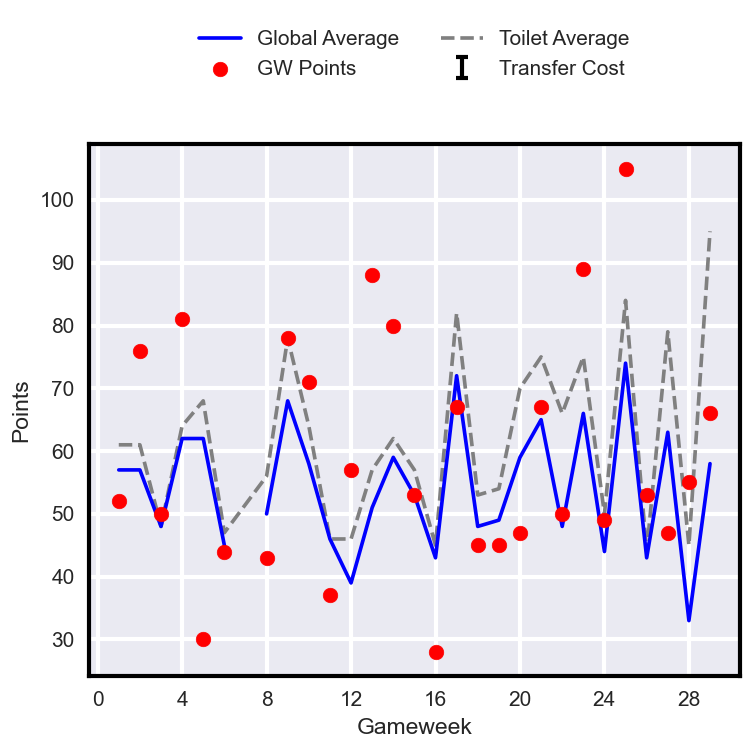 Global Average
Toilet Average
GW Points
Transfer Cost
100
90
80
70
60
50
40
30
Points
0 4 8 12 16 20 24 28
Gameweek